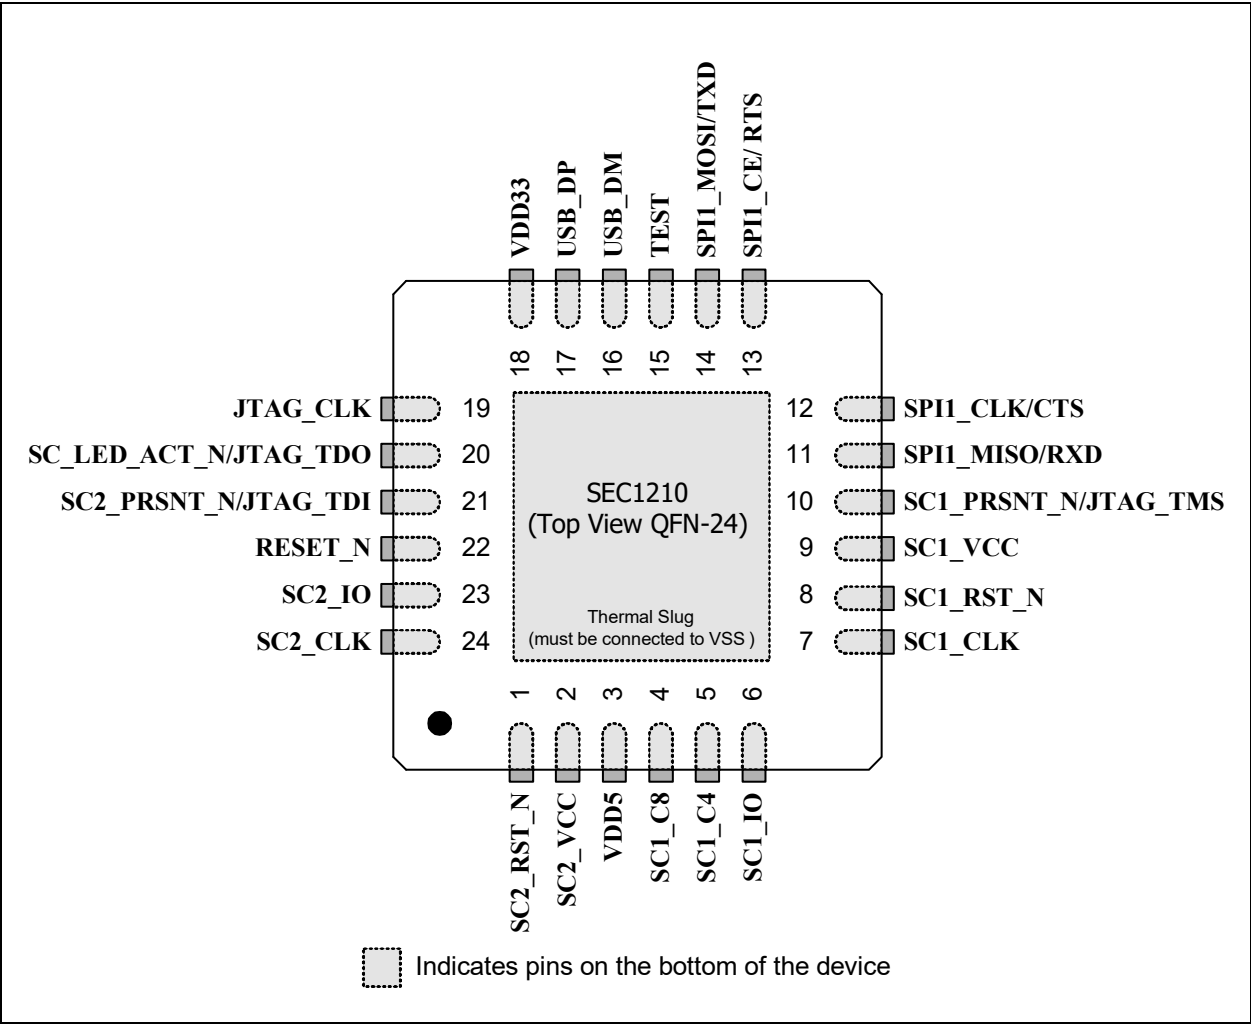 VDD33
USB_DP
USB_DM
TEST
SPI1_MOSI/TXD
SPI1_CE/ RTS
18
17
16
15
14
13
JTAG_CLK 19
SC_LED_ACT_N/JTAG_TDO 20
SC2_PRSNT_N/JTAG_TDI 21
RESET_N 22
SC2_IO 23
SC2_CLK 24
SEC1210
(Top View QFN-24)
Thermal Slug
(must be connected to VSS )
12 SPI1_CLK/CTS
11 SPI1_MISO/RXD
10 SC1_PRSNT_N/JTAG_TMS
9 SC1_VCC
8 SC1_RST_N
7 SC1_CLK
1
2
3
4
5
6
SC2_RST_N
SC2_VCC
VDD5
SC1_C8
SC1_C4
SC1_IO
Indicates pins on the bottom of the device